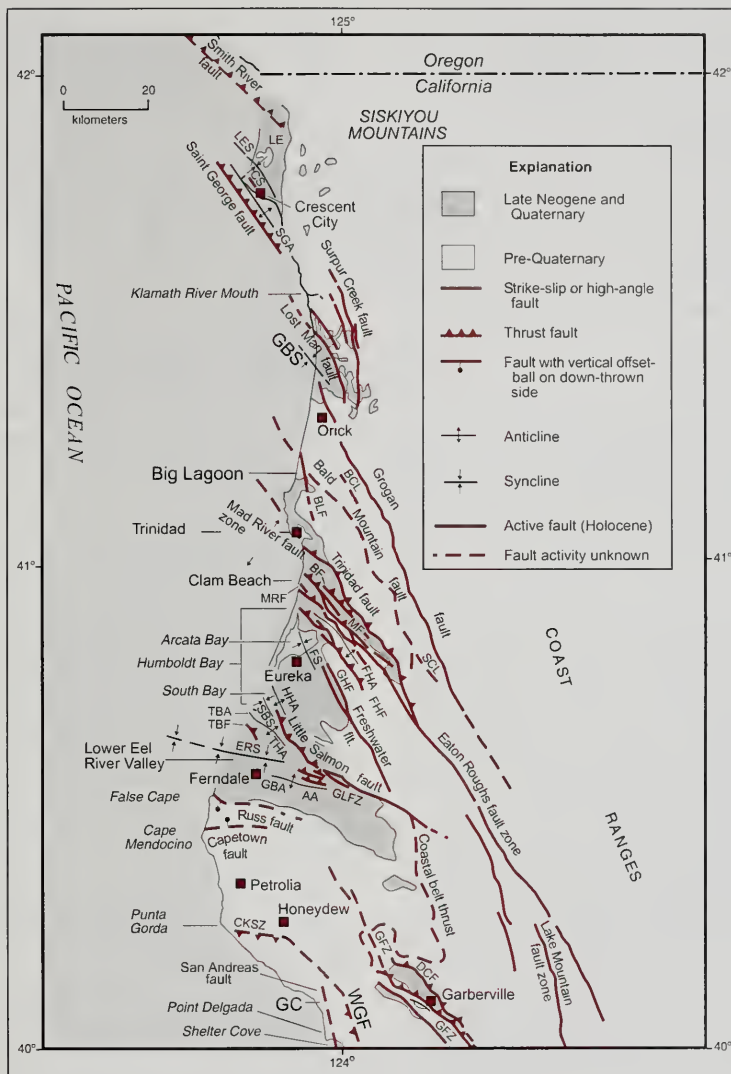 125°
42°
42°
Oregon
California
Smith River
fault
0
20
kilometers
SISKIYOU
MOUNTAINS
LE
LES
CS
Saint George fault
Crescent
City
SGA
Explanation
Late Neogene and
Quaternary
Pre-Quaternary
Strike-slip or high-angle
fault
Thrust fault
Fault with vertical offset-
ball on down-thrown
side
Anticline
Syncline
Active fault (Holocene)
Fault activity unknown
PACIFIC OCEAN
Klamath River Mouth
Surpur Creek fault
Lost Man fault
GBS
Orick
Big Lagoon
Bald
Mountain
fault
BCL
BLF
Grogan
fault
Trinidad
Mad River fault
zone
41°
41°
Trinidad fault
Clam Beach
BF
MRF
MF
SCL
Arcata Bay
FS
FHA
Humboldt Bay
Eureka
GHF
FHF
South Bay
HHA
Freshwater
flt.
TBA
SBS
TBF
THA
Little
Salmon
fault
ERS
Lower Eel
River Valley
Eaton Roughs fault zone
COAST
RANGES
Ferndale
GBA
AA
GLFZ
False Cape
Russ fault
Cape
Mendocino
Capetown
fault
Coastal belt thrust
Petrolia
Honeydew
Punta
Gorda
CKSZ
GFZ
DCF
Lake Mountain
fault zone
San Andreas
fault
GC
WGF
Garberville
Point Delgada
GFZ
Shelter Cove
40°
40°
124°